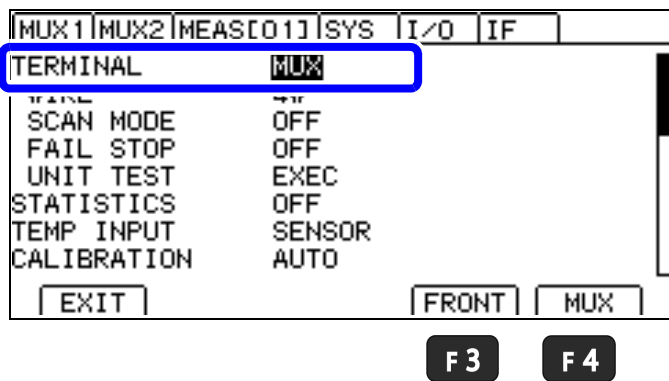 MUX1 MUX2 MEAS[01] SYS I/O IF
TERMINAL MUX
SCAN MODE OFF
FAIL STOP OFF
UNIT TEST EXEC
STATISTICS OFF
TEMP INPUT SENSOR
CALIBRATION AUTO
EXIT FRONT MUX
F3 F4